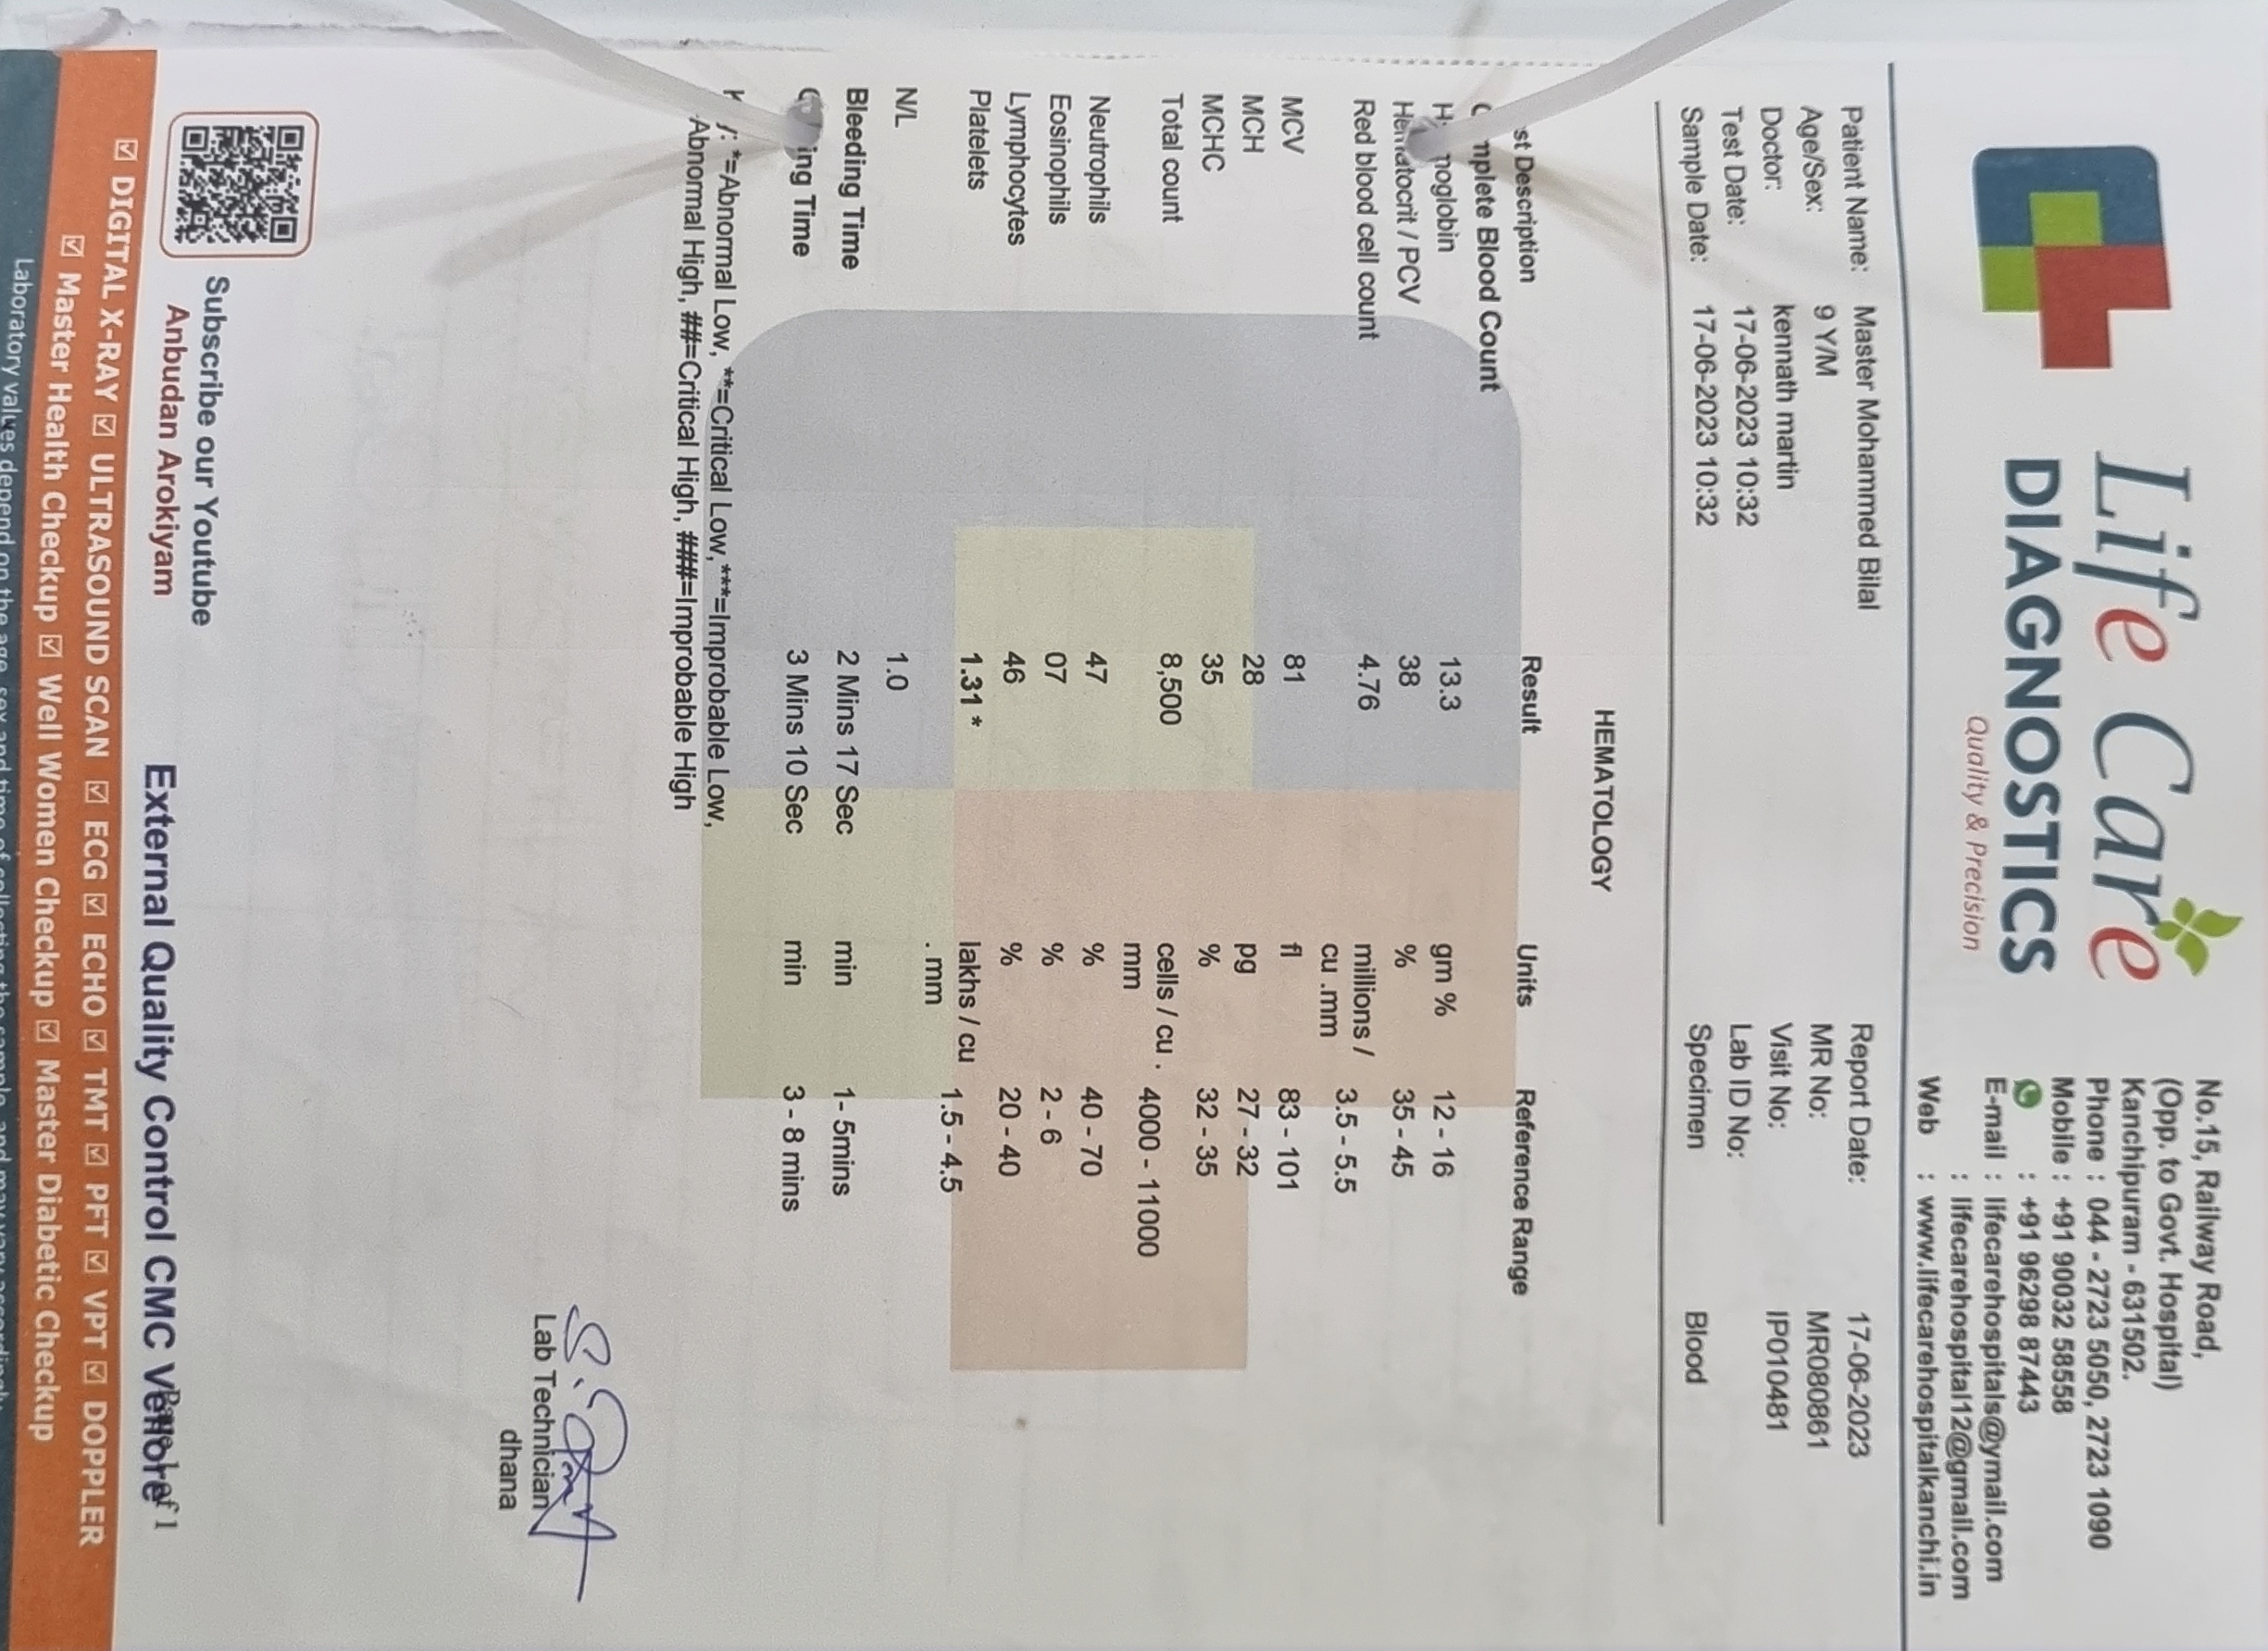 Life Care
DIAGNOSTICS
Quality & Precision
No.15, Railway Road,
(Opp. to Govt. Hospital)
Kanchipuram - 631502.
Phone : 044 - 2723 5050, 2723 1090
Mobile : +91 90032 58558
: +91 96298 87443
E-mail : lifecarehospitals@ymail.com
: lifecarehospital12@gmail.com
Web : www.lifecarehospitalkanchi.in
Patient Name: Master Mohammed Bilal Report Date: 17-06-2023
Age/Sex: 9 Y/M MR No: MR080861
Doctor: kennath martin Visit No: IP010481
Test Date: 17-06-2023 10:32 Lab ID No:
Sample Date: 17-06-2023 10:32 Specimen Blood
HEMATOLOGY
st Description Result Units Reference Range
C mplete Blood Count
H moglobin 13.3 gm % 12 - 16
Hematocrit / PCV 38 % 35 - 45
Red blood cell count 4.76 millions / 3.5 - 5.5
cu .mm
MCV 81 fl 83 - 101
MCH 28 pg 27 - 32
MCHC 35 % 32 - 35
Total count 8,500 cells / cu . 4000 - 11000
mm
Neutrophils 47 % 40 - 70
Eosinophils 07 % 2 - 6
Lymphocytes 46 % 20 - 40
Platelets 1.31 * lakhs / cu 1.5 - 4.5
. mm
N/L 1.0
Bleeding Time 2 Mins 17 Sec min 1- 5mins
C ing Time 3 Mins 10 Sec min 3 - 8 mins
K y: *=Abnormal Low, **=Critical Low, ***=Improbable Low,
Abnormal High, ##=Critical High, ###=Improbable High
Lab Technician
dhana
Subscribe our Youtube
Anbudan Arokiyam
External Quality Control CMC Vellore
Page 1 of 1
☑ DIGITAL X-RAY ☑ ULTRASOUND SCAN ☑ ECG ☑ ECHO ☑ TMT ☑ PFT ☑ VPT ☑ DOPPLER
☑ Master Health Checkup ☑ Well Women Checkup ☑ Master Diabetic Checkup
Laboratory values depend on the age, sex and time of collecting the sample, and may vary accordingly